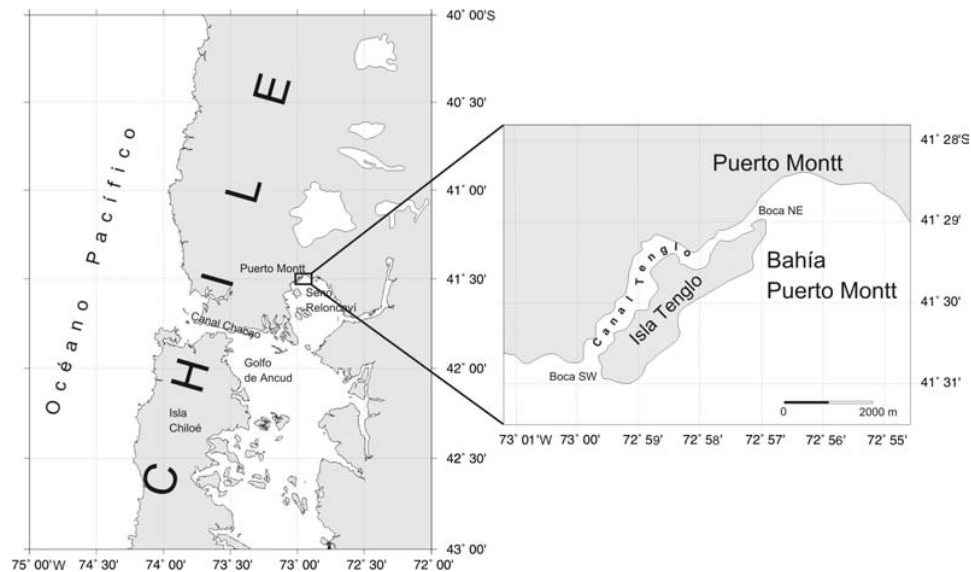 40° 00'S
40° 30'
41° 00'
41° 30'
42° 00'
42° 30'
43° 00'
75° 00'W
74° 30'
74° 00'
73° 30'
73° 00'
72° 30'
72° 00'
Océano Pacífico
CHILE
Puerto Montt
Seno
Reloncaví
Canal Chacao
Golfo
de Ancud
Isla
Chiloé
Puerto Montt
Boca NE
Canal Tenglo
Isla Tenglo
Bahía
Puerto Montt
Boca SW
0
2000 m
41° 28'S
41° 29'
41° 30'
41° 31'
73° 01'W
73° 00'
72° 59'
72° 58'
72° 57'
72° 56'
72° 55'